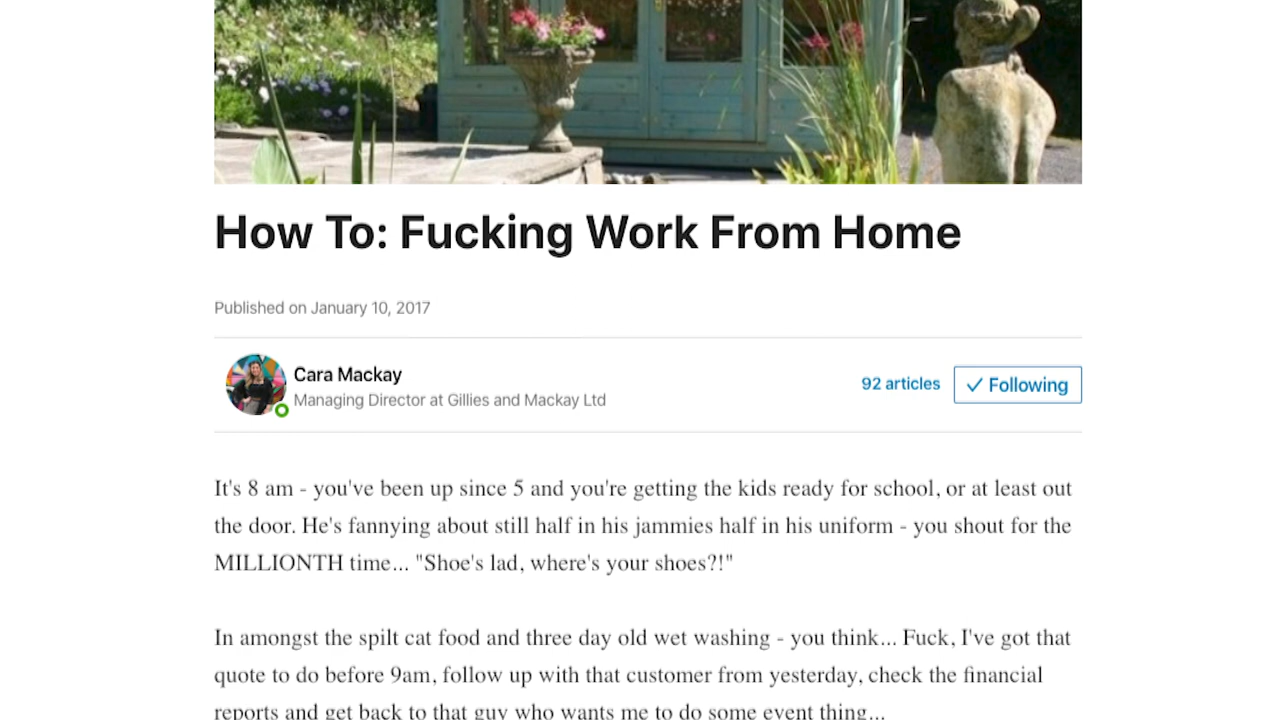 How To: Fucking Work From Home
Published on January 10, 2017
Cara Mackay
Managing Director at Gillies and Mackay Ltd
92 articles
Following
It's 8 am - you've been up since 5 and you're getting the kids ready for school, or at least out
the door. He's fannying about still half in his jammies half in his uniform - you shout for the
MILLIONTH time... "Shoe's lad, where's your shoes?!"
In amongst the spilt cat food and three day old wet washing - you think... Fuck, I've got that
quote to do before 9am, follow up with that customer from yesterday, check the financial
reports and get back to that guy who wants me to do some event thing...